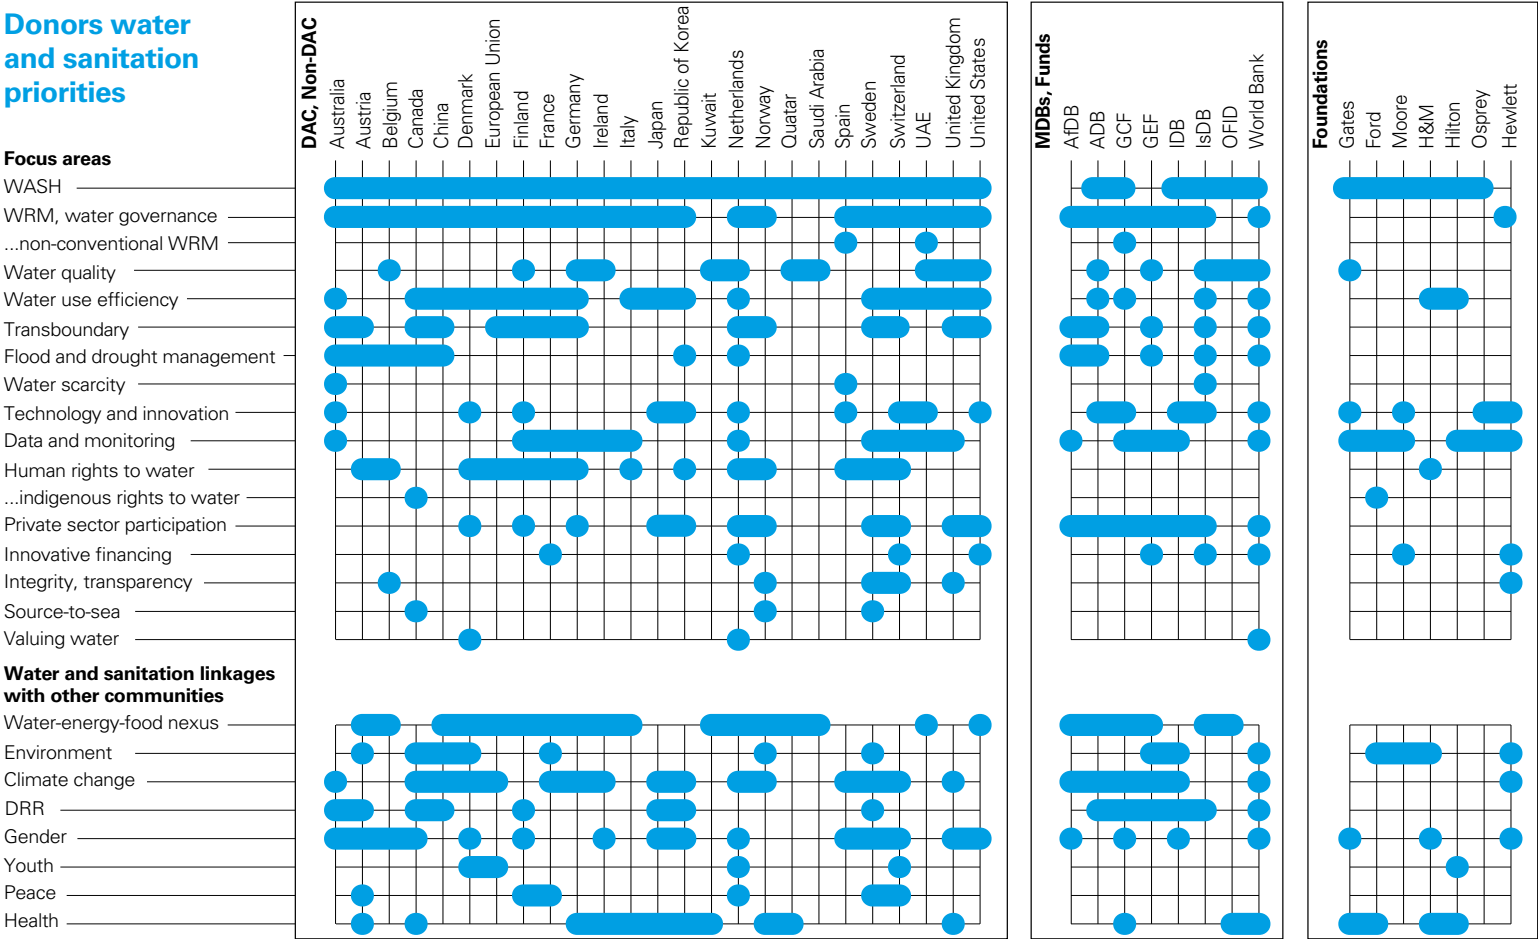 Donors water
and sanitation
priorities
DAC, Non-DAC
Australia
Austria
Belgium
Canada
China
Denmark
European Union
Finland
France
Germany
Ireland
Italy
Japan
Republic of Korea
Kuwait
Netherlands
Norway
Quatar
Saudi Arabia
Spain
Sweden
Switzerland
UAE
United Kingdom
United States
MDBs, Funds
AfDB
ADB
GCF
GEF
IDB
IsDB
OFID
World Bank
Foundations
Gates
Ford
Moore
H&M
Hilton
Osprey
Hewlett
Focus areas
WASH
WRM, water governance
...non-conventional WRM
Water quality
Water use efficiency
Transboundary
Flood and drought management
Water scarcity
Technology and innovation
Data and monitoring
Human rights to water
...indigenous rights to water
Private sector participation
Innovative financing
Integrity, transparency
Source-to-sea
Valuing water
Water and sanitation linkages
with other communities
Water-energy-food nexus
Environment
Climate change
DRR
Gender
Youth
Peace
Health